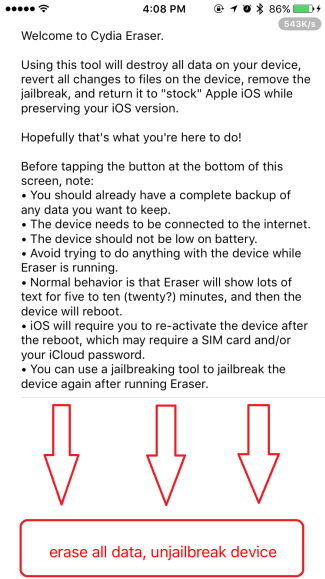 4:08 PM
86%
543K/s
Welcome to Cydia Eraser.
Using this tool will destroy all data on your device,
revert all changes to files on the device, remove the
jailbreak, and return it to "stock" Apple iOS while
preserving your iOS version.
Hopefully that's what you're here to do!
Before tapping the button at the bottom of this
screen, note:
• You should already have a complete backup of
any data you want to keep.
• The device needs to be connected to the internet.
• The device should not be low on battery.
• Avoid trying to do anything with the device while
Eraser is running.
• Normal behavior is that Eraser will show lots of
text for five to ten (twenty?) minutes, and then the
device will reboot.
• iOS will require you to re-activate the device after
the reboot, which may require a SIM card and/or
your iCloud password.
• You can use a jailbreaking tool to jailbreak the
device again after running Eraser.
erase all data, unjailbreak device